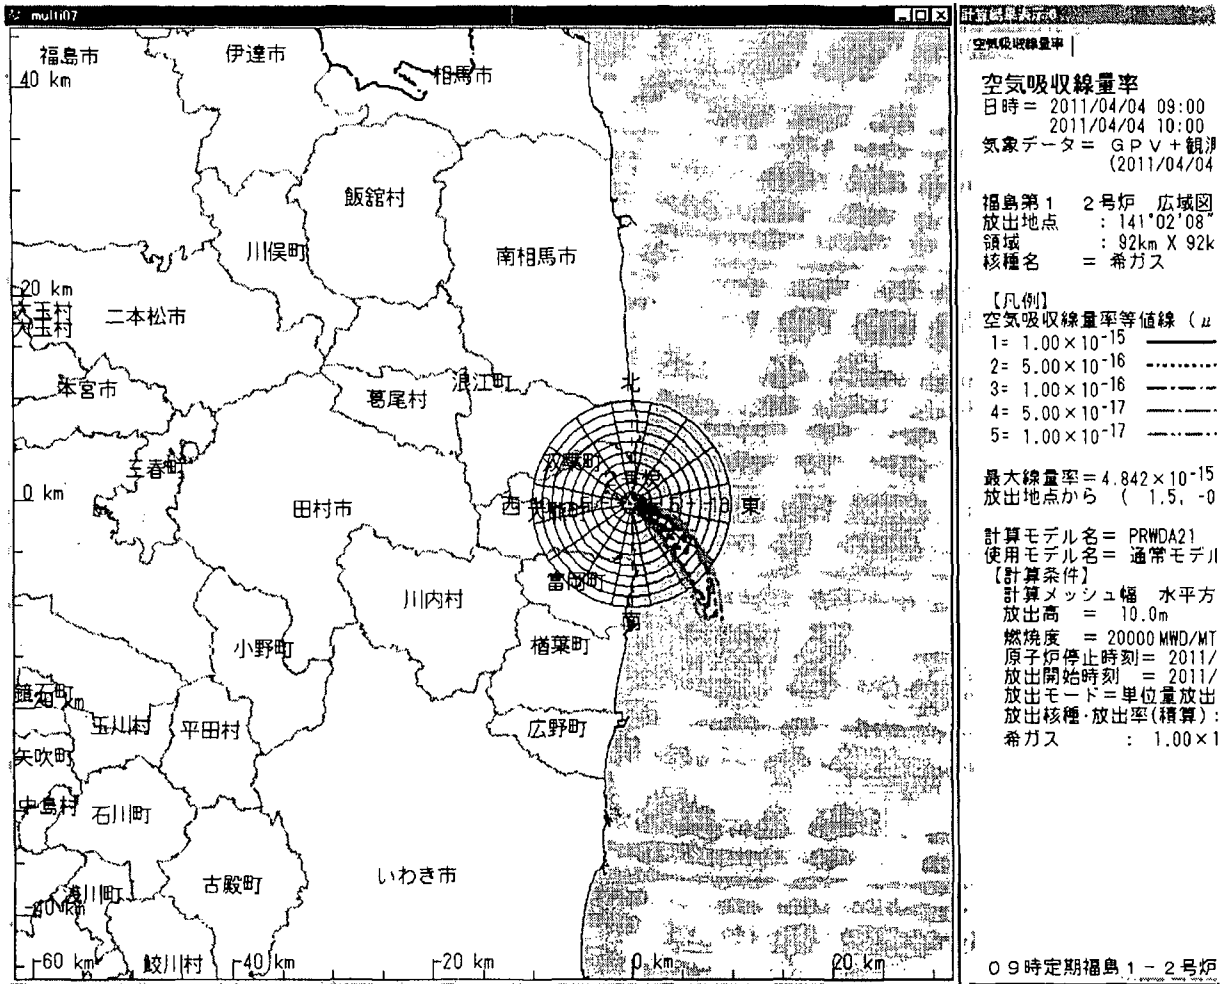 multi07
福島市
伊達市
相馬市
40 km
飯舘村
川俣町
南相馬市
20 km
大玉村
大玉村
二本松市
本宮市
浪江町
葛尾村
北
三春町
双葉町
0 km
田村市
西
東
富岡町
川内村
南
小野町
楢葉町
玉川村
平田村
広野町
矢吹町
中島村
石川町
浅川町
古殿町
いわき市
-40 km
-60 km
鮫川村
-40 km
-20 km
0 km
20 km
計算結果表示
空気吸収線量率
空気吸収線量率
日時= 2011/04/04 09:00
2011/04/04 10:00
気象データ= GPV+観測
(2011/04/04
福島第1 2号炉 広域図
放出地点 : 141°02'08"
領域 : 92km X 92k
核種名 = 希ガス
【凡例】
空気吸収線量率等値線 (μ
1= 1.00×10-15
2= 5.00×10-16
3= 1.00×10-16
4= 5.00×10-17
5= 1.00×10-17
最大線量率=4.842×10-15
放出地点から ( 1.5, -0
計算モデル名= PRWDA21
使用モデル名= 通常モデル
【計算条件】
計算メッシュ幅 水平方
放出高 = 10.0m
燃焼度 = 20000MWD/MT
原子炉停止時刻= 2011/
放出開始時刻 = 2011/
放出モード=単位量放出
放出核種・放出率(積算):
希ガス : 1.00×1
09時定期福島1-2号炉